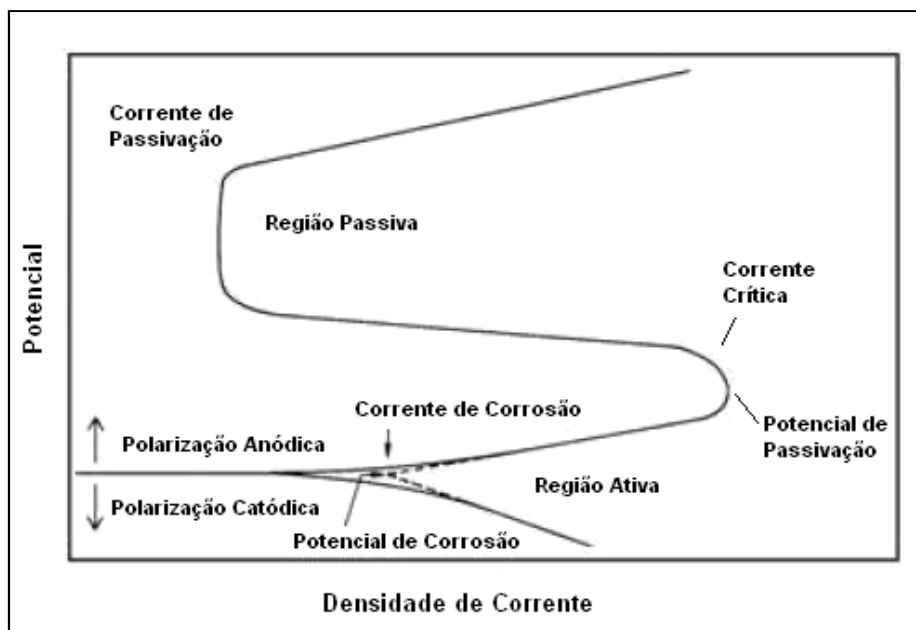 Corrente de
Passivação
Região Passiva
Corrente
Crítica
Potencial
Corrente de Corrosão
Potencial de
Passivação
Polarização Anódica
Região Ativa
Polarização Catódica
Potencial de Corrosão
Densidade de Corrente